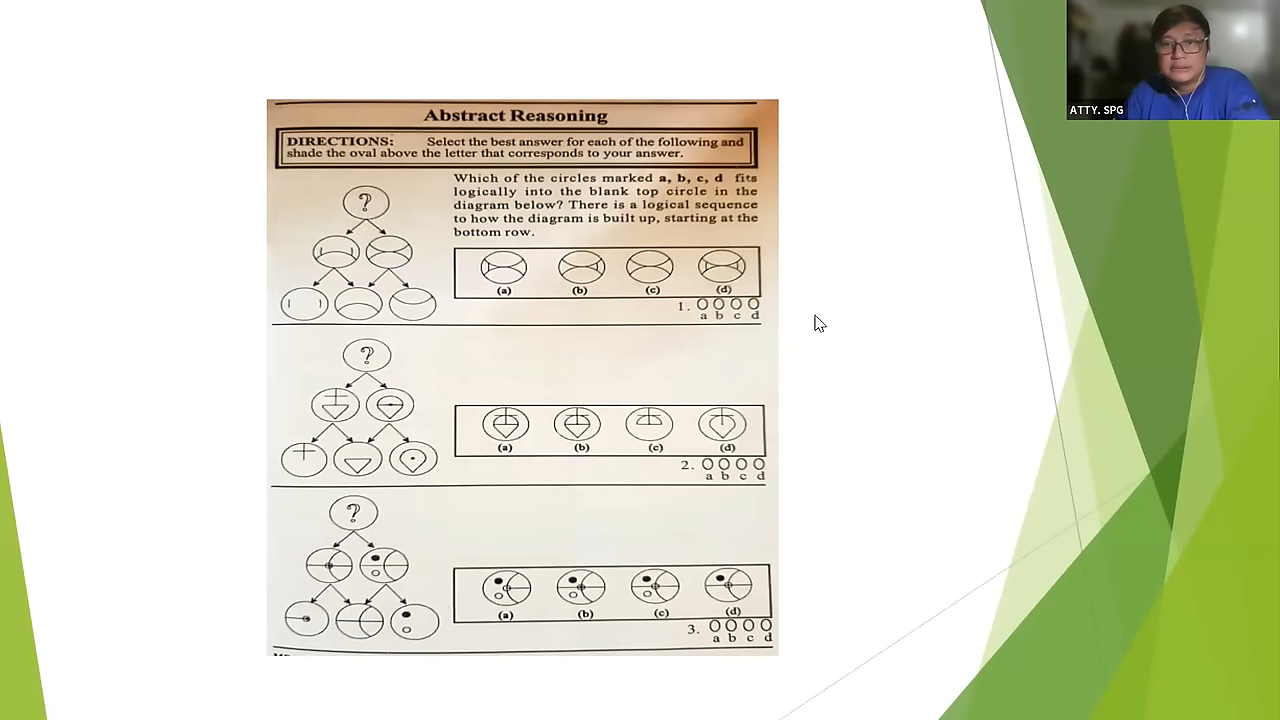 ATTY. SPG
Abstract Reasoning
DIRECTIONS: Select the best answer for each of the following and
shade the oval above the letter that corresponds to your answer.
Which of the circles marked a, b, c, d fits
logically into the blank top circle in the
diagram below? There is a logical sequence
to how the diagram is built up, starting at the
bottom row.
?
(a) (b) (c) (d)
1.
a b c d
?
(a) (b) (c) (d)
2.
a b c d
?
(a) (b) (c) (d)
3.
a b c d